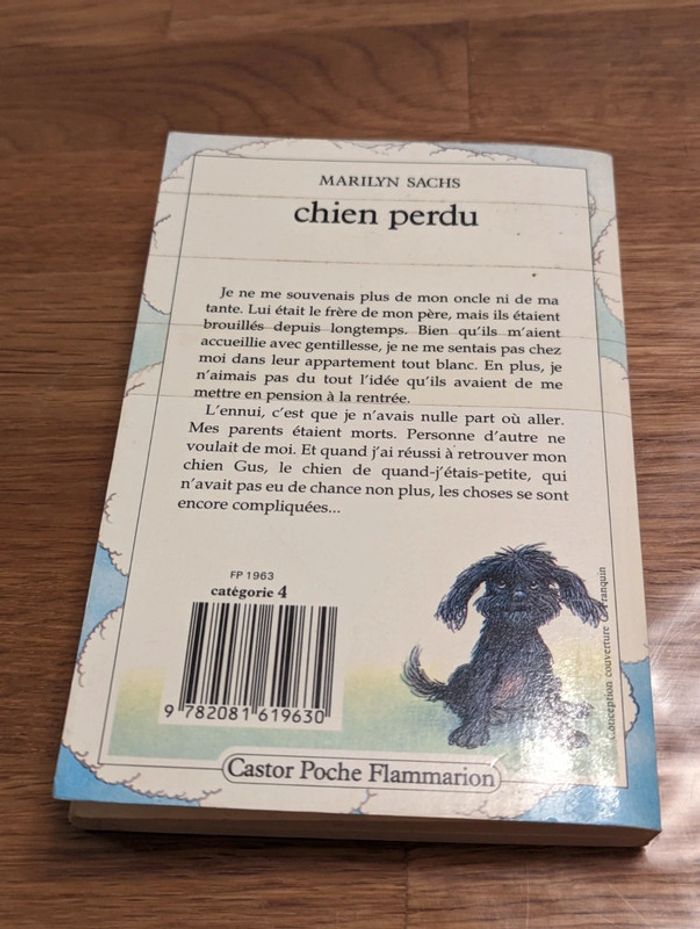 MARILYN SACHS
chien perdu
Je ne me souvenais plus de mon oncle ni de ma
tante. Lui était le frère de mon père, mais ils étaient
brouillés depuis longtemps. Bien qu'ils m'aient
accueillie avec gentillesse, je ne me sentais pas chez
moi dans leur appartement tout blanc. En plus, je
n'aimais pas du tout l'idée qu'ils avaient de me
mettre en pension à la rentrée.
L'ennui, c'est que je n'avais nulle part où aller.
Mes parents étaient morts. Personne d'autre ne
voulait de moi. Et quand j'ai réussi à retrouver mon
chien Gus, le chien de quand-j'étais-petite, qui
n'avait pas eu de chance non plus, les choses se sont
encore compliquées...
FP 1963
catégorie 4
9 782081 619630
Conception couverture
Castor Poche Flammarion